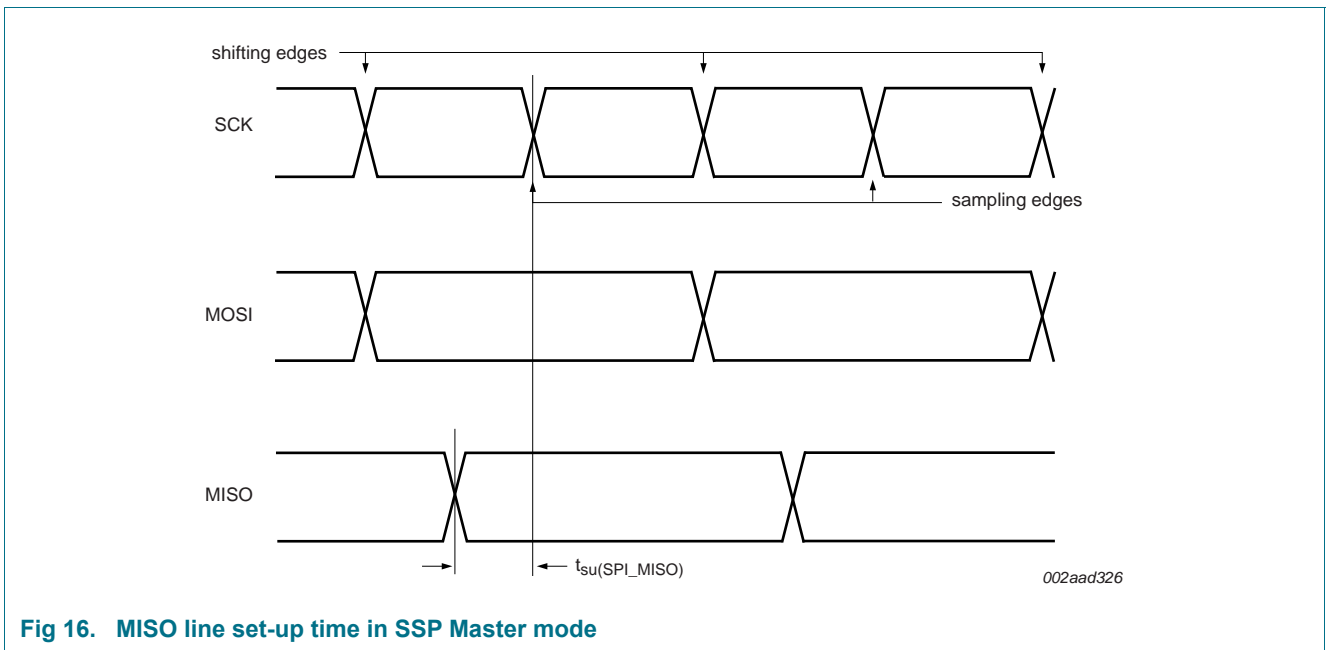 shifting edges
SCK
sampling edges
MOSI
MISO
tsu(SPI_MISO)
002aad326
Fig 16. MISO line set-up time in SSP Master mode